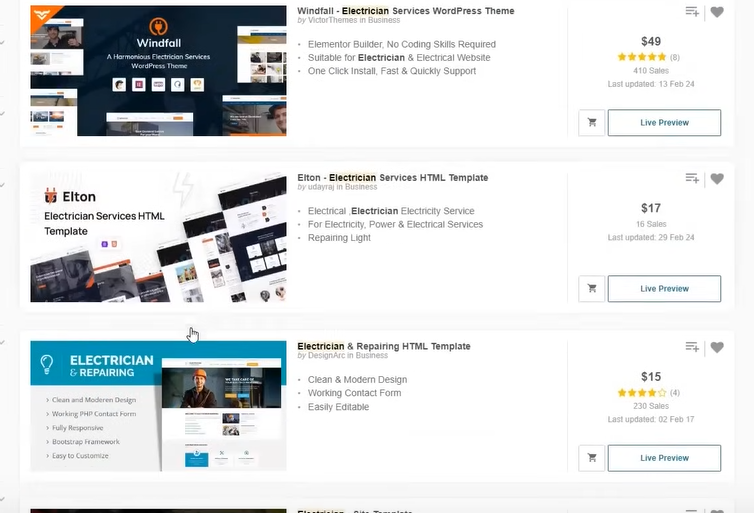 Windfall - Electrician Services WordPress Theme
by VictorThemes in Business
Elementor Builder, No Coding Skills Required
Suitable for Electrician & Electrical Website
One Click Install, Fast & Quickly Support
$49
(8)
410 Sales
Last updated: 13 Feb 24
Live Preview
Windfall
A Harmonious Electrician Services
WordPress Theme
Elton - Electrician Services HTML Template
by udayraj in Business
Electrical ,Electrician Electricity Service
For Electricity, Power & Electrical Services
Repairing Light
$17
16 Sales
Last updated: 29 Feb 24
Live Preview
Elton
Electrician Services HTML
Template
Electrician & Repairing HTML Template
by DesignArc in Business
Clean & Modern Design
Working Contact Form
Easily Editable
$15
(4)
230 Sales
Last updated: 02 Feb 17
Live Preview
ELECTRICIAN
& REPAIRING
Clean and Moderen Design
Working PHP Contact Form
Fully Responsive
Bootstrap Framework
Easy to Customize
Electrician - Site Template